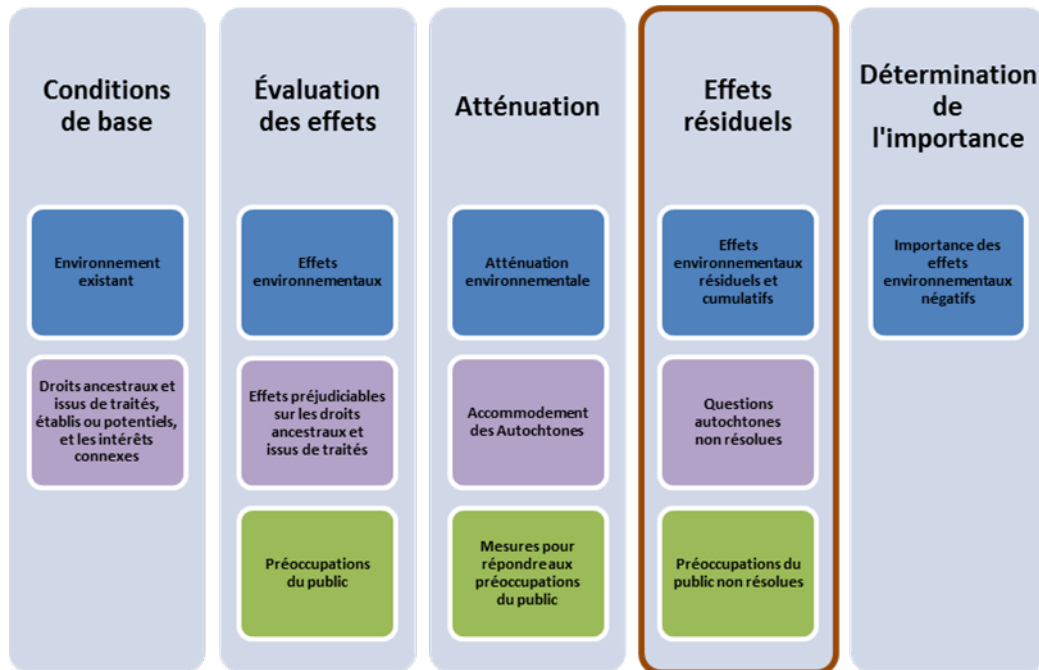 Conditions
de base
Environnement
existant
Droits ancestraux et
issus de traités,
établis ou potentiels,
et les intérêts
connexes
Évaluation
des effets
Effets
environnementaux
Effets préjudiciables
sur les droits
ancestraux et
issus de traités
Préoccupations
du public
Atténuation
Atténuation
environnementale
Accommodement
des Autochtones
Mesures pour
répondre aux
préoccupations
du public
Effets
résiduels
Effets
environnementaux
résiduels et
cumulatifs
Questions
autochtones
non résolues
Préoccupations du
public non résolues
Détermination
de
l'importance
Importance des
effets
environnementaux
négatifs